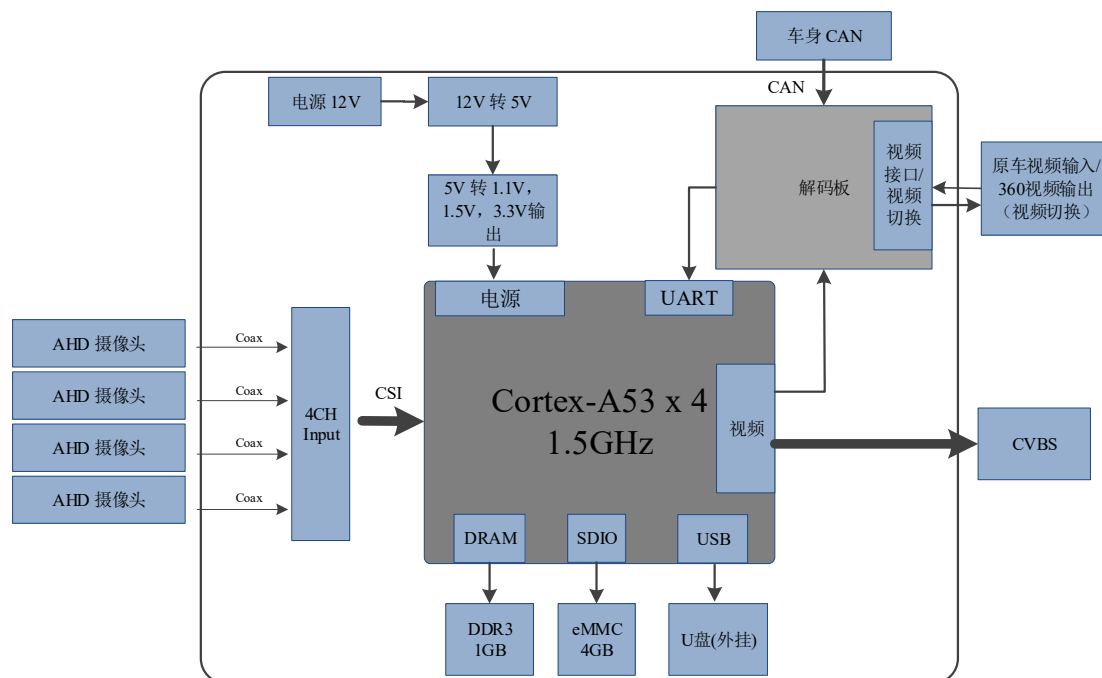 车身 CAN
CAN
电源 12V
12V 转 5V
5V 转 1.1V，
1.5V，3.3V输
出
解码板
视频
接口/
视频
切换
原车视频输入/
360视频输出
（视频切换）
电源
UART
AHD 摄像头
Coax
AHD 摄像头
Coax
AHD 摄像头
Coax
AHD 摄像头
Coax
4CH
Input
CSI
Cortex-A53 x 4
1.5GHz
视频
CVBS
DRAM
SDIO
USB
DDR3
1GB
eMMC
4GB
U盘(外挂)